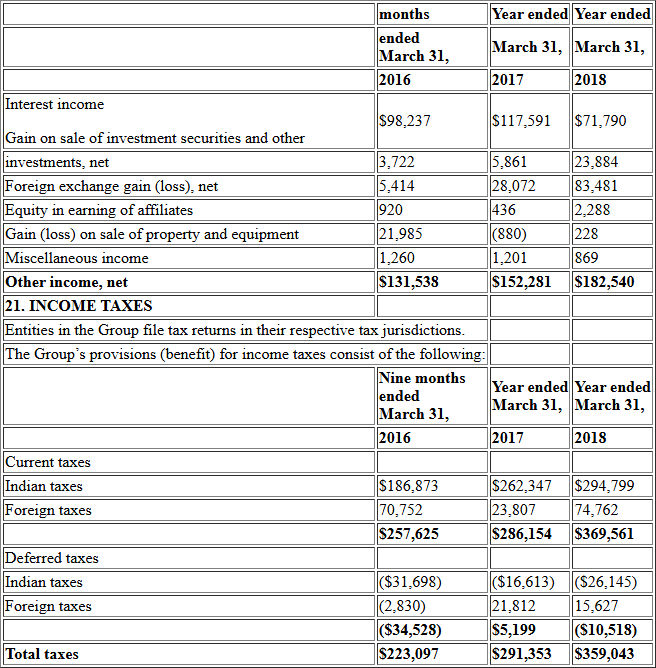 months Year ended Year ended
ended
March 31, March 31, March 31,
2016 2017 2018
Interest income $98,237 $117,591 $71,790
Gain on sale of investment securities and other
investments, net 3,722 5,861 23,884
Foreign exchange gain (loss), net 5,414 28,072 83,481
Equity in earning of affiliates 920 436 2,288
Gain (loss) on sale of property and equipment 21,985 (880) 228
Miscellaneous income 1,260 1,201 869
Other income, net $131,538 $152,281 $182,540
21. INCOME TAXES
Entities in the Group file tax returns in their respective tax jurisdictions.
The Group’s provisions (benefit) for income taxes consist of the following:
Nine months
ended Year ended Year ended
March 31, March 31, March 31,
2016 2017 2018
Current taxes
Indian taxes $186,873 $262,347 $294,799
Foreign taxes 70,752 23,807 74,762
$257,625 $286,154 $369,561
Deferred taxes
Indian taxes ($31,698) ($16,613) ($26,145)
Foreign taxes (2,830) 21,812 15,627
($34,528) $5,199 ($10,518)
Total taxes $223,097 $291,353 $359,043